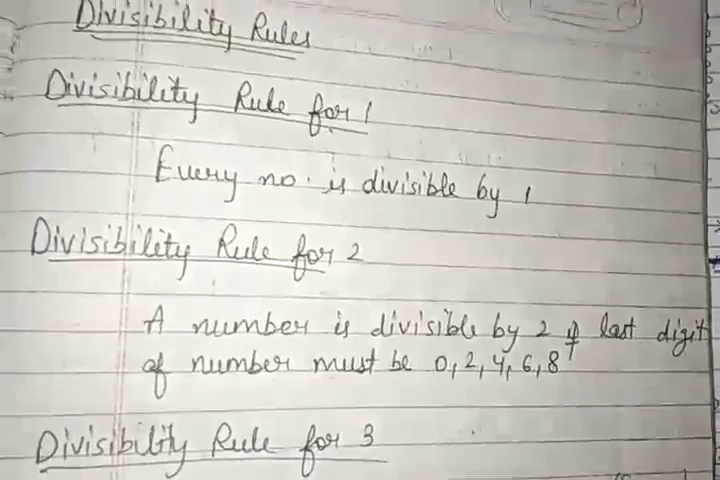 Divisibility Rules
Divisibility Rule for 1
Every no. is divisible by 1
Divisibility Rule for 2
A number is divisible by 2 if last digit
of number must be 0, 2, 4, 6, 8
Divisibility Rule for 3